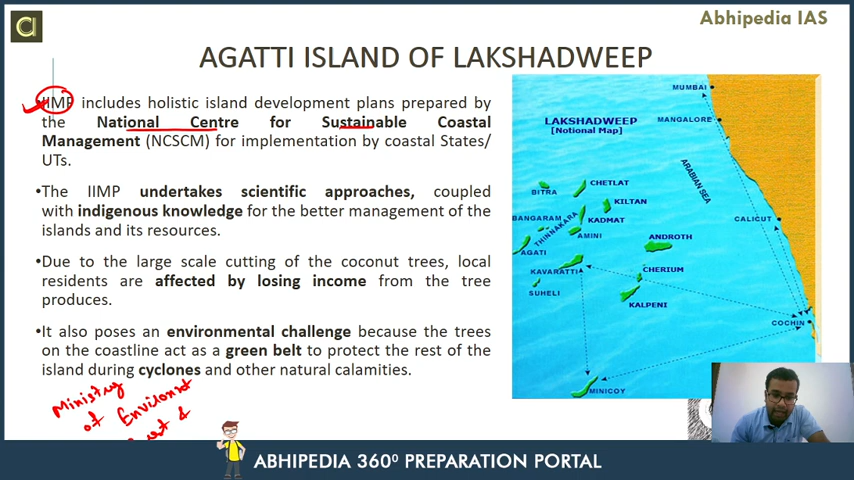 Abhipedia IAS
a
AGATTI ISLAND OF LAKSHADWEEP
IIMP includes holistic island development plans prepared by
the National Centre for Sustainable Coastal
Management (NCSCM) for implementation by coastal States/
UTs.
•The IIMP undertakes scientific approaches, coupled
with indigenous knowledge for the better management of the
islands and its resources.
•Due to the large scale cutting of the coconut trees, local
residents are affected by losing income from the tree
produces.
•It also poses an environmental challenge because the trees
on the coastline act as a green belt to protect the rest of the
island during cyclones and other natural calamities.
Ministry
of
&
MUMBAI
LAKSHADWEEP
[Notional Map]
MANGALORE
ARABIAN SEA
CHETLAT
BITRA
KILTAN
BANGARAM
THINNAKARA
KADMAT
CALICUT
AMINI
ANDROTH
AGATI
KAVARATTI
CHERIUM
SUHELI
KALPENI
COCHIN
MINICOY
ABHIPEDIA 360⁰ PREPARATION PORTAL